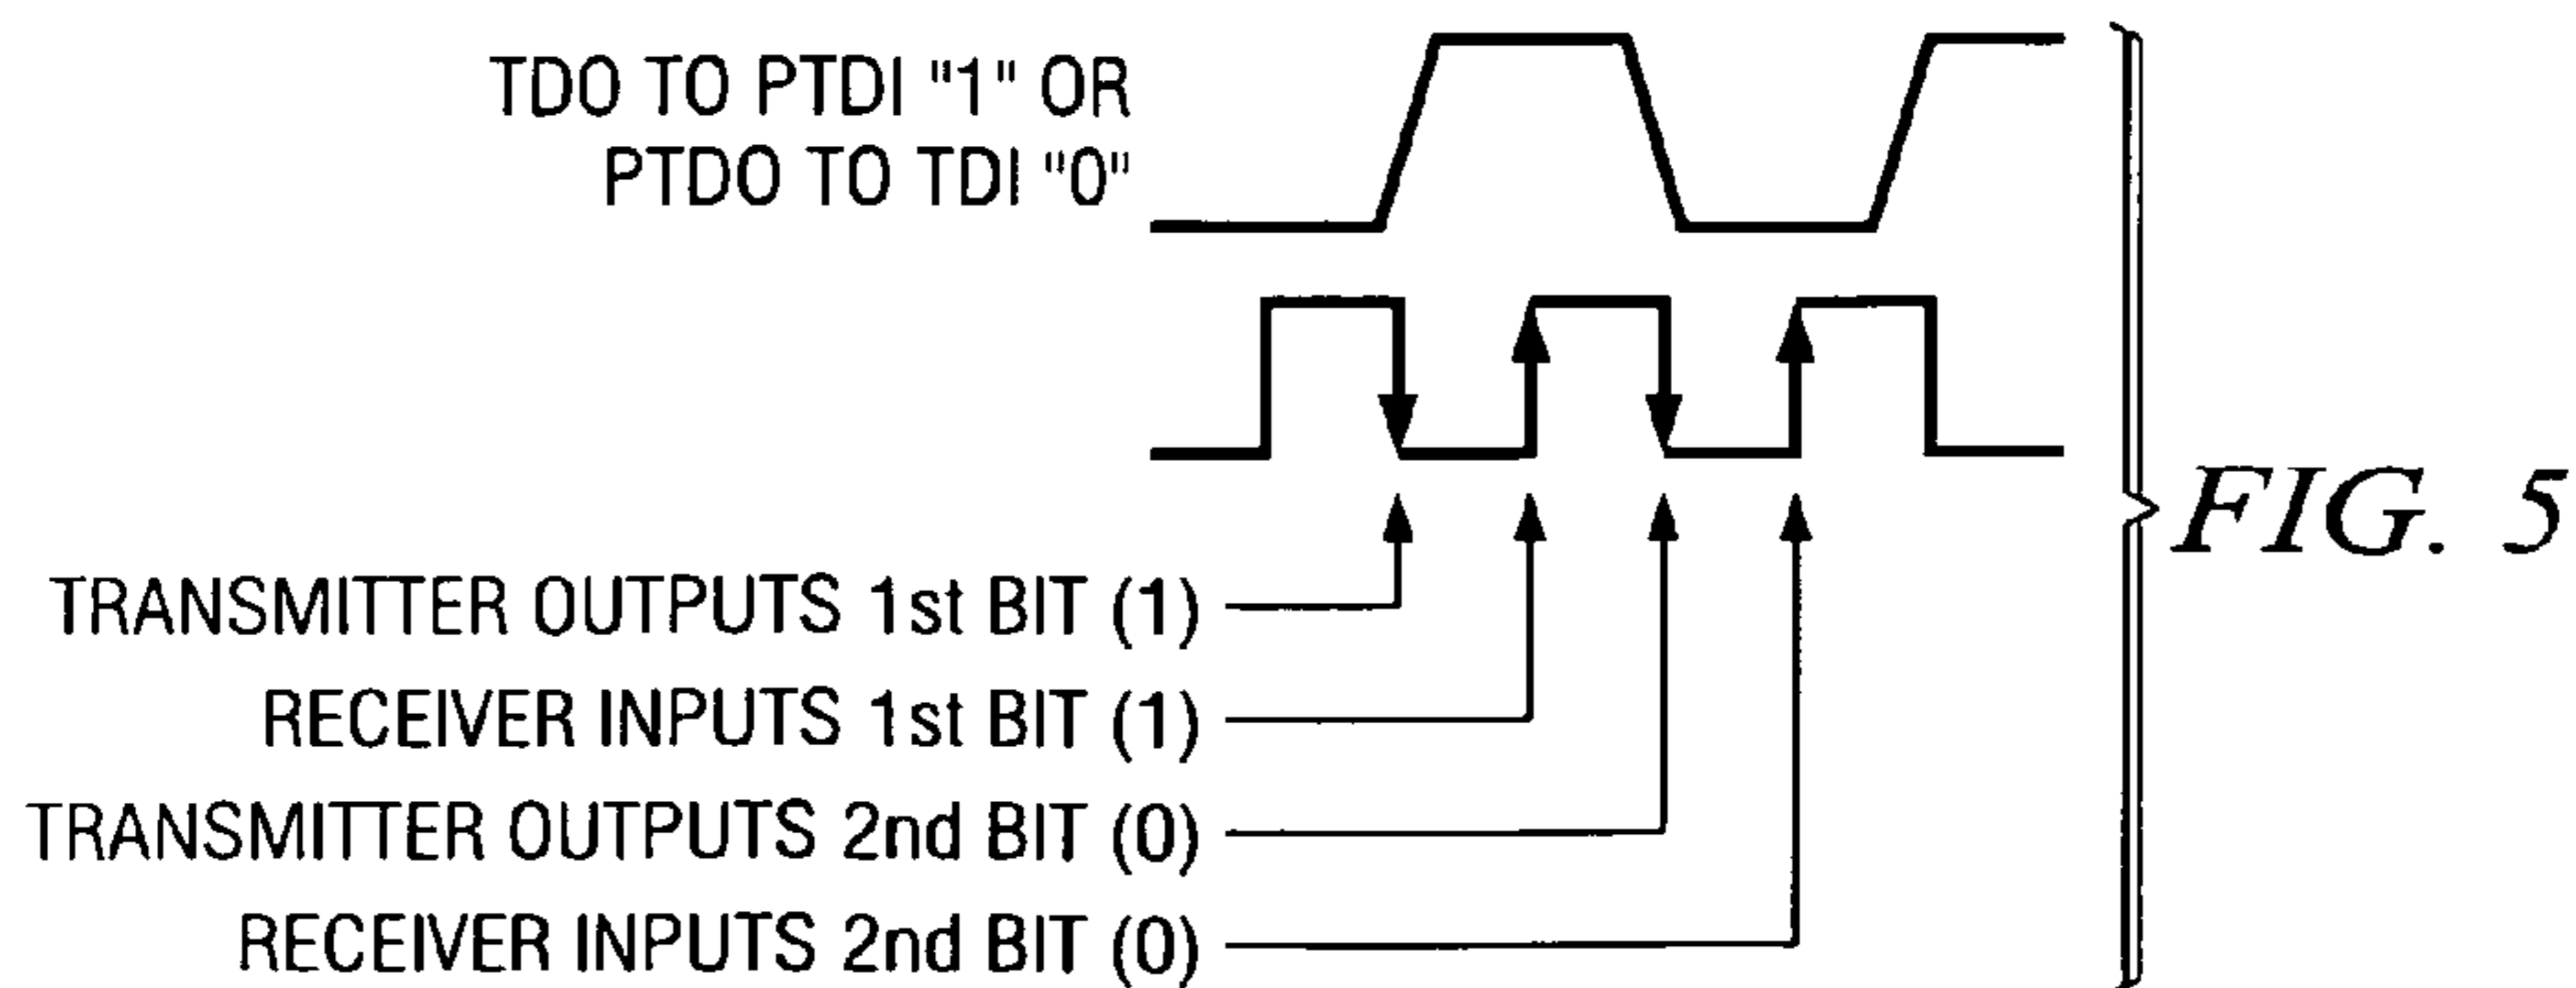 TDO TO PTDI "1" OR
PTDO TO TDI "0"
TRANSMITTER OUTPUTS 1st BIT (1)
RECEIVER INPUTS 1st BIT (1)
TRANSMITTER OUTPUTS 2nd BIT (0)
RECEIVER INPUTS 2nd BIT (0)
FIG. 5